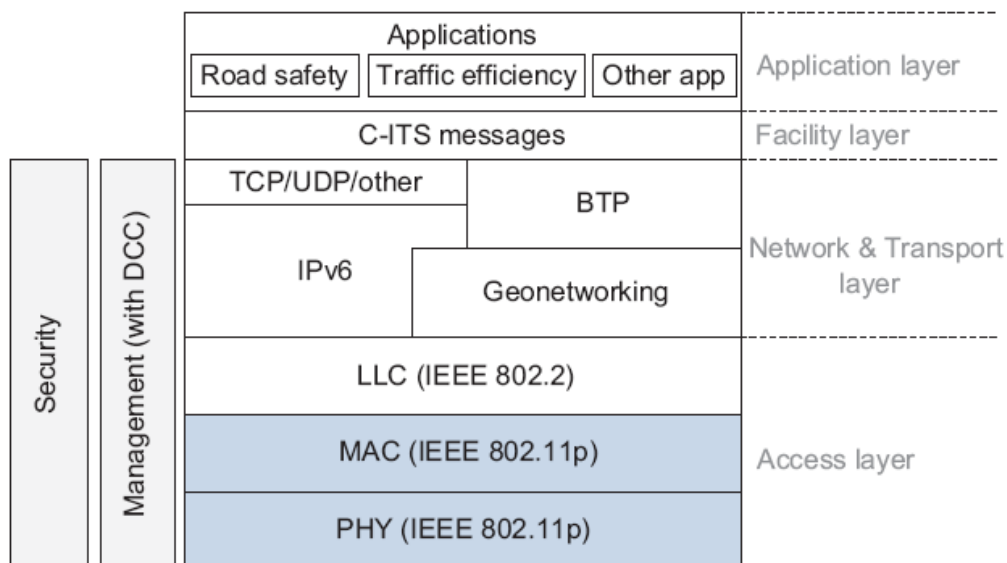 Applications
Road safety
Traffic efficiency
Other app
Application layer
C-ITS messages
Facility layer
TCP/UDP/other
BTP
IPv6
Geonetworking
Network & Transport
layer
LLC (IEEE 802.2)
MAC (IEEE 802.11p)
PHY (IEEE 802.11p)
Access layer
Security
Management (with DCC)